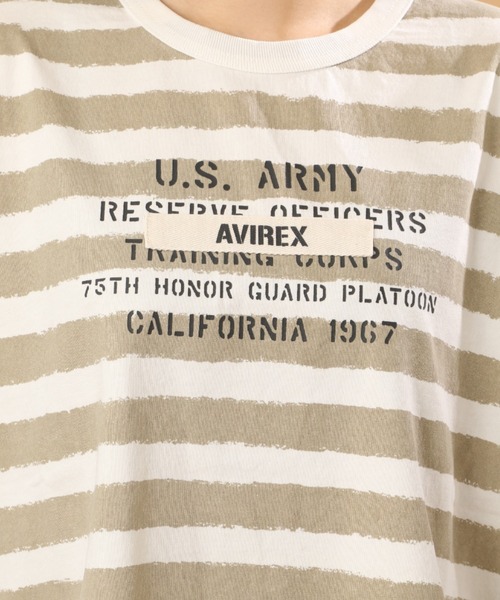 U.S. ARMY
RESERVE OFFICERS
AVIREX
TRAINING CORPS
75TH HONOR GUARD PLATOON
CALIFORNIA 1967